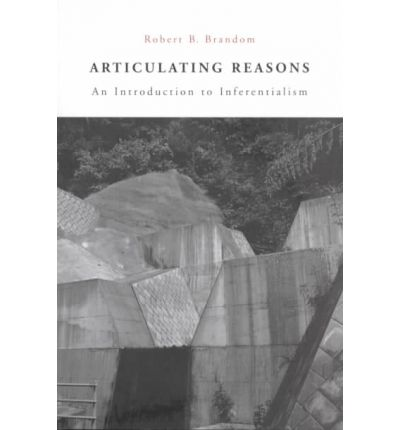 Robert B. Brandom
ARTICULATING REASONS
An Introduction to Inferentialism